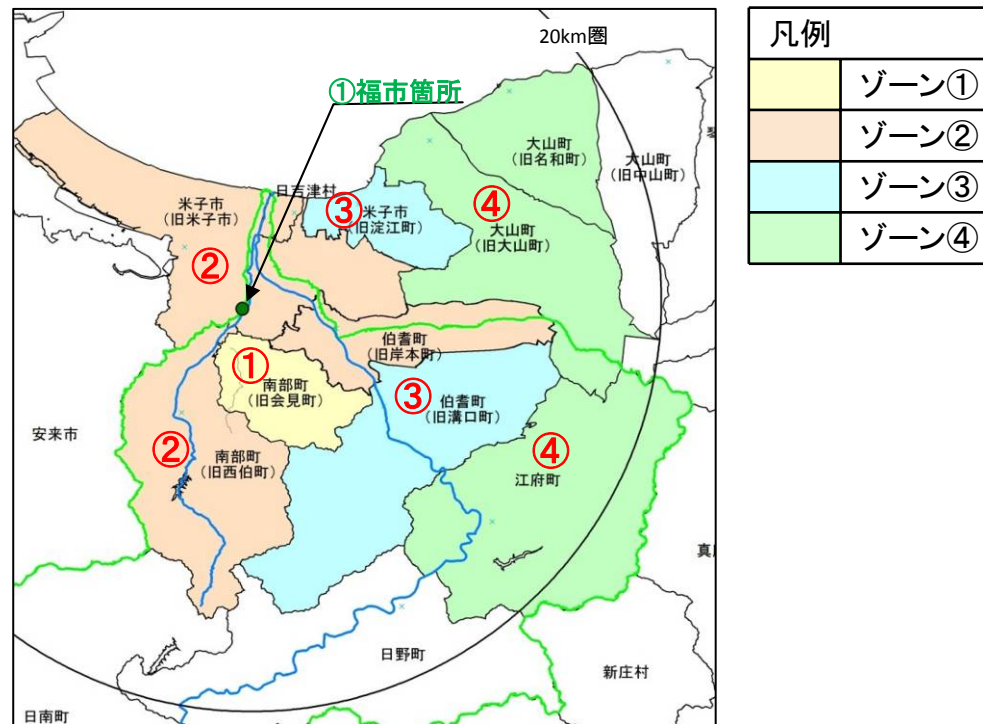 20km圏
①福市箇所
大山町
(旧名和町)
大山町
(旧中山町)
日吉津村
米子市
(旧米子市)
③
米子市
(旧淀江町)
④
大山町
(旧大山町)
②
伯耆町
(旧岸本町)
①
南部町
(旧会見町)
③
伯耆町
(旧溝口町)
安来市
②
南部町
(旧西伯町)
④
江府町
日野町
新庄村
日南町
凡例
ゾーン①
ゾーン②
ゾーン③
ゾーン④